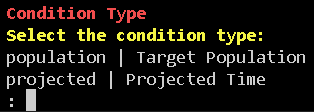 Condition Type
Select the condition type:
population | Target Population
projected | Projected Time
: